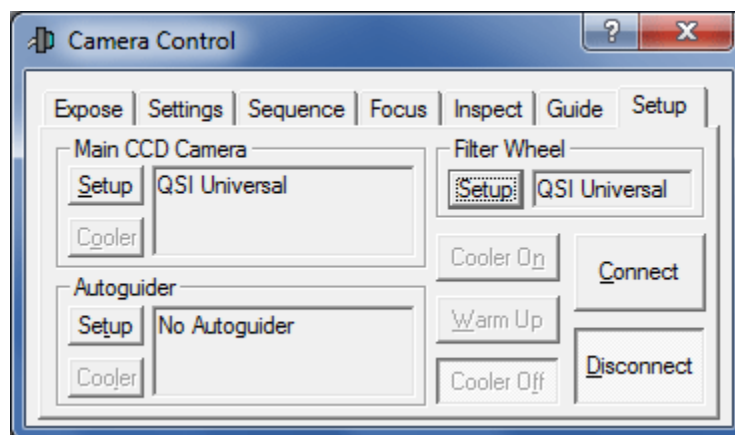 Camera Control
? X
Expose Settings Sequence Focus Inspect Guide Setup
Main CCD Camera
Setup QSI Universal
Cooler
Autoguider
Setup No Autoguider
Cooler
Filter Wheel
Setup QSI Universal
Cooler On
Warm Up
Cooler Off
Connect
Disconnect